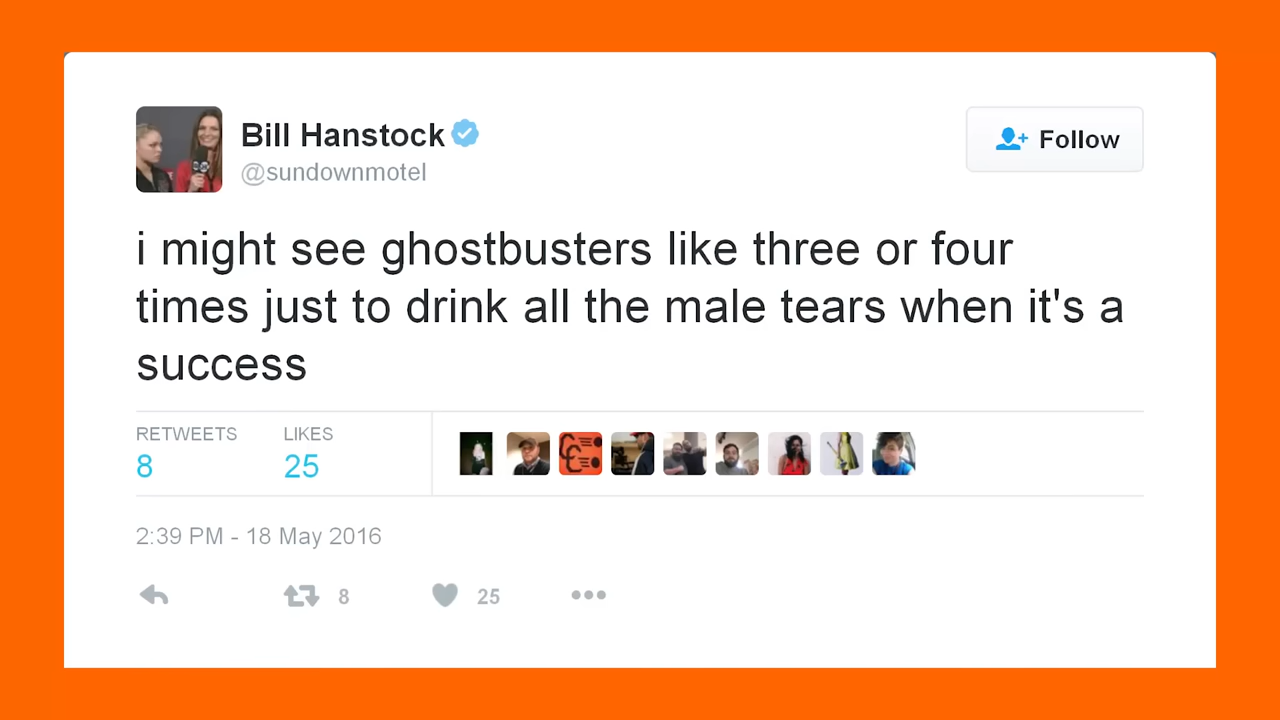 Bill Hanstock
@sundownmotel
Follow
i might see ghostbusters like three or four
times just to drink all the male tears when it's a
success
RETWEETS
8
LIKES
25
2:39 PM - 18 May 2016
8
25